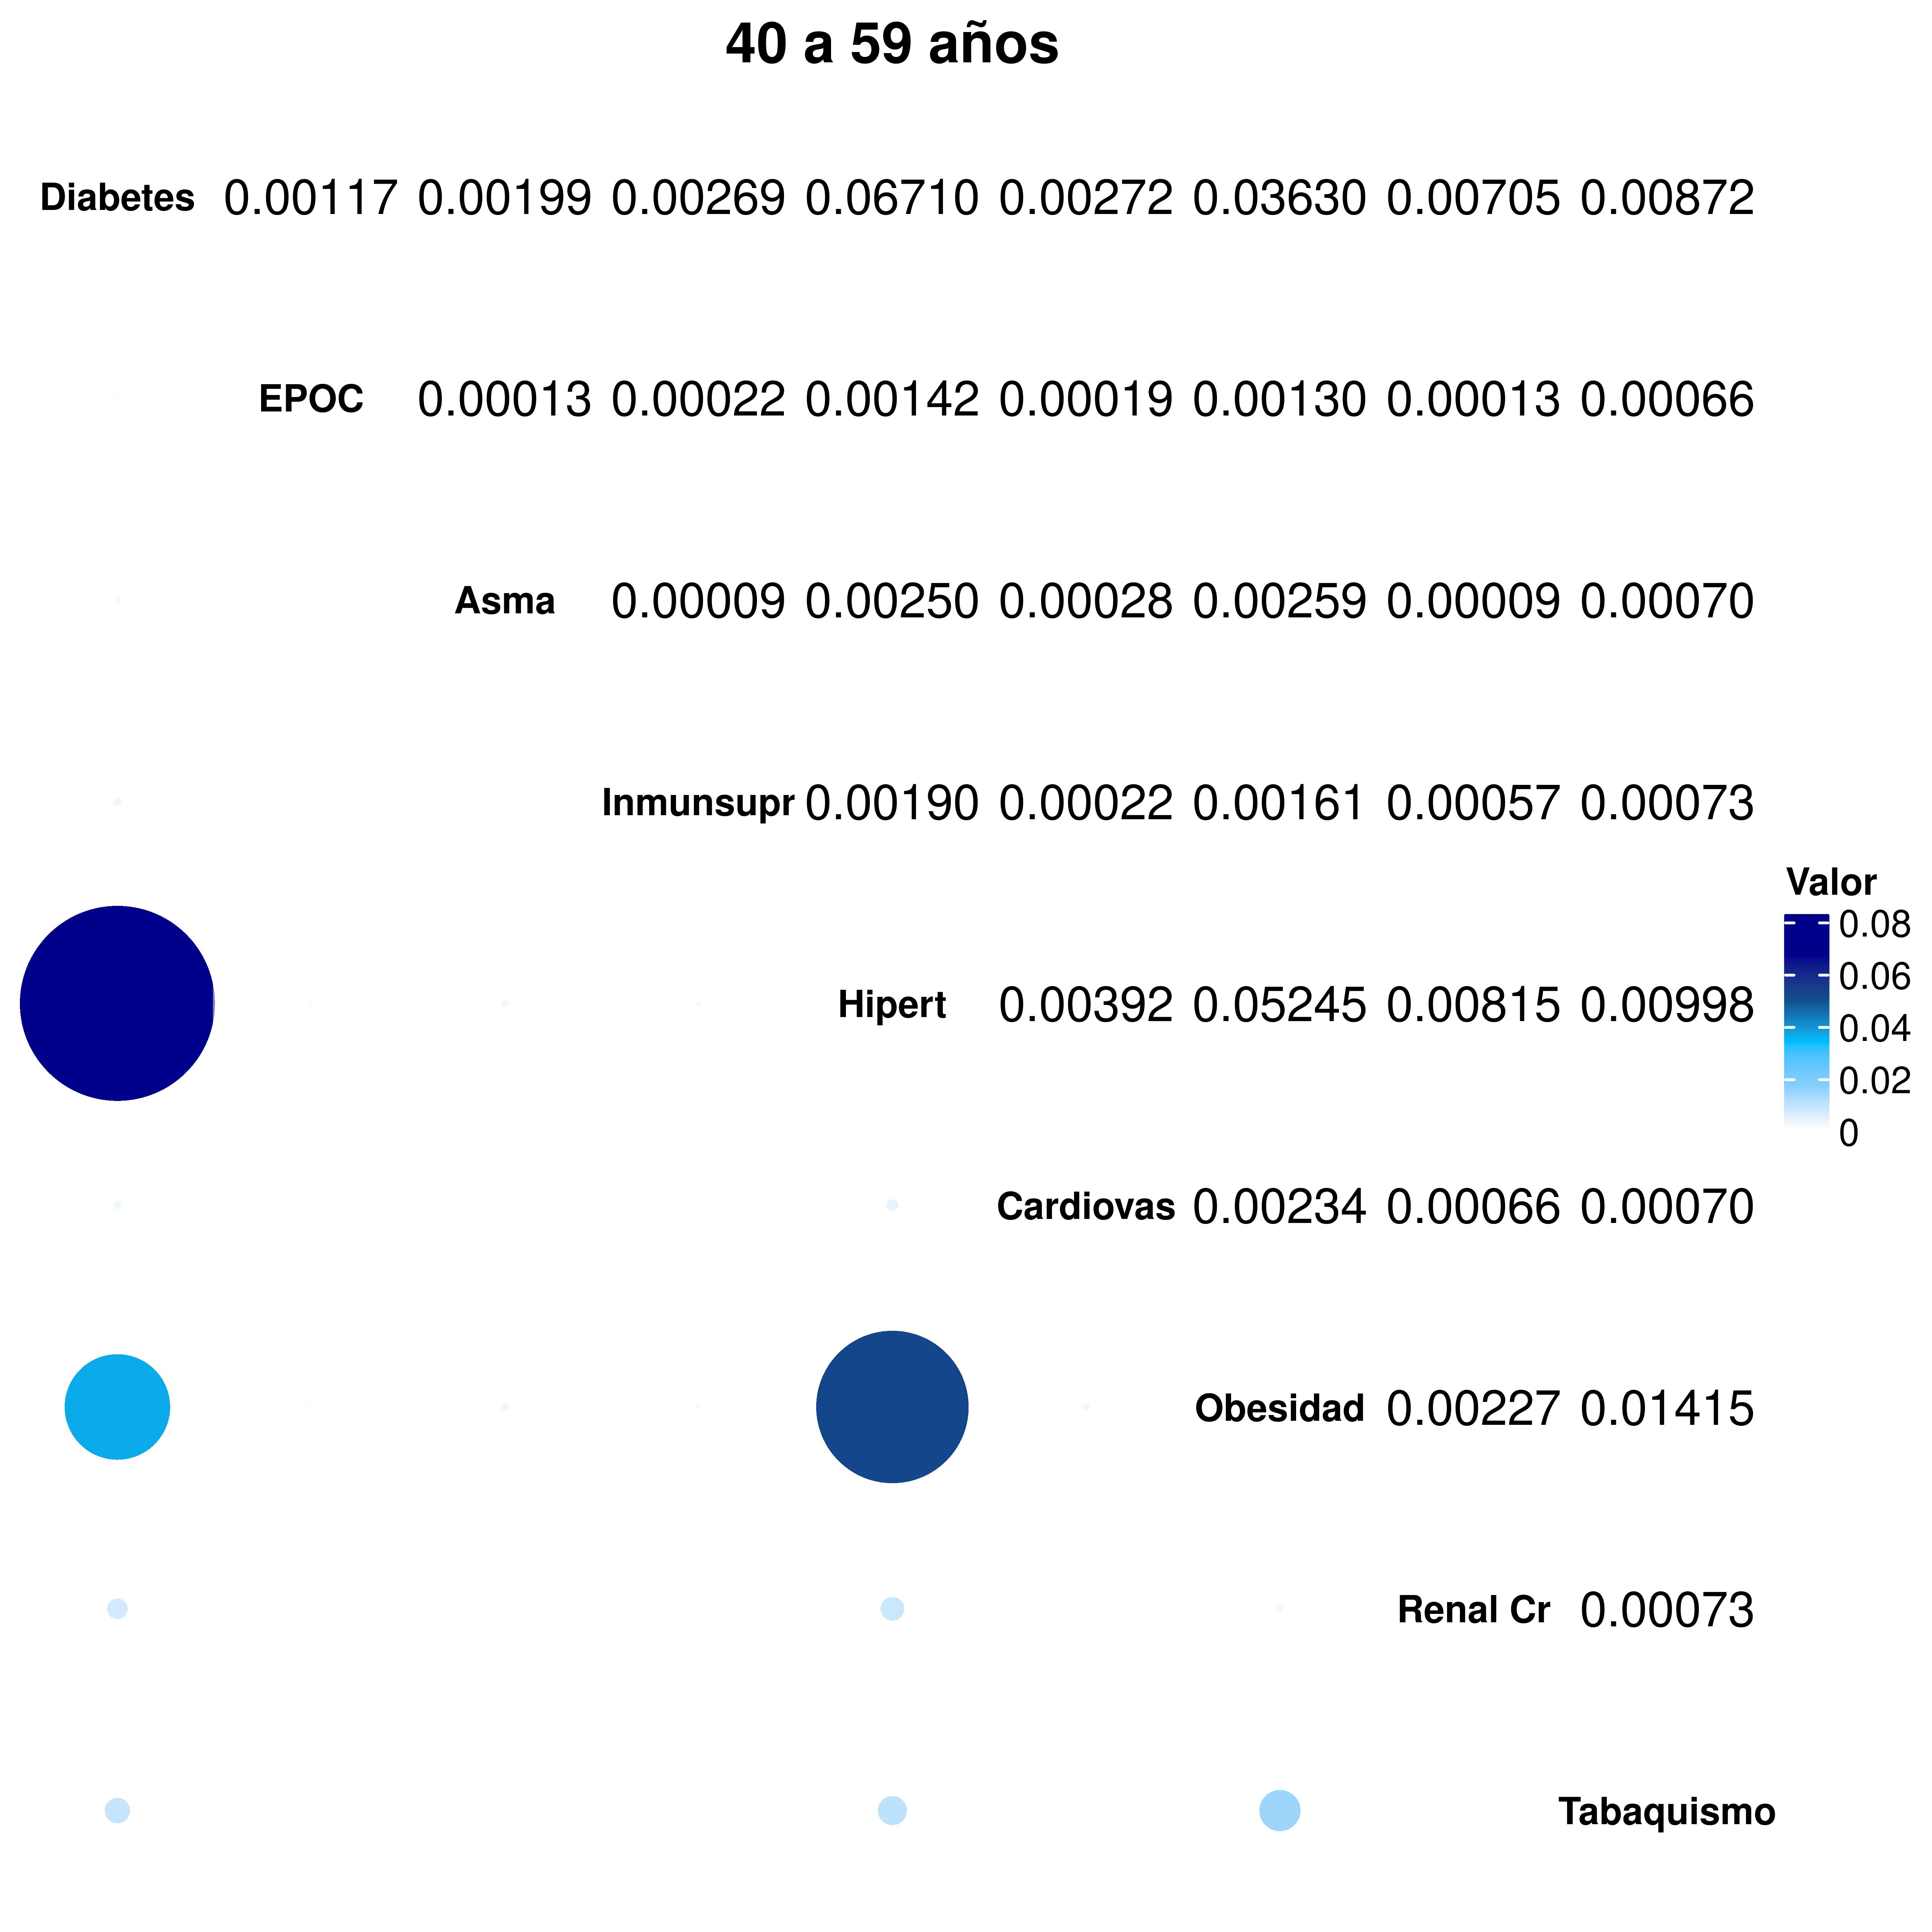 40 a 59 años
Diabetes 0.00117 0.00199 0.00269 0.06710 0.00272 0.03630 0.00705 0.00872
EPOC 0.00013 0.00022 0.00142 0.00019 0.00130 0.00013 0.00066
Asma 0.00009 0.00250 0.00028 0.00259 0.00009 0.00070
Inmunsupr 0.00190 0.00022 0.00161 0.00057 0.00073
Hipert 0.00392 0.05245 0.00815 0.00998
Cardiovas 0.00234 0.00066 0.00070
Obesidad 0.00227 0.01415
Renal Cr 0.00073
Tabaquismo
Valor
0.08
0.06
0.04
0.02
0